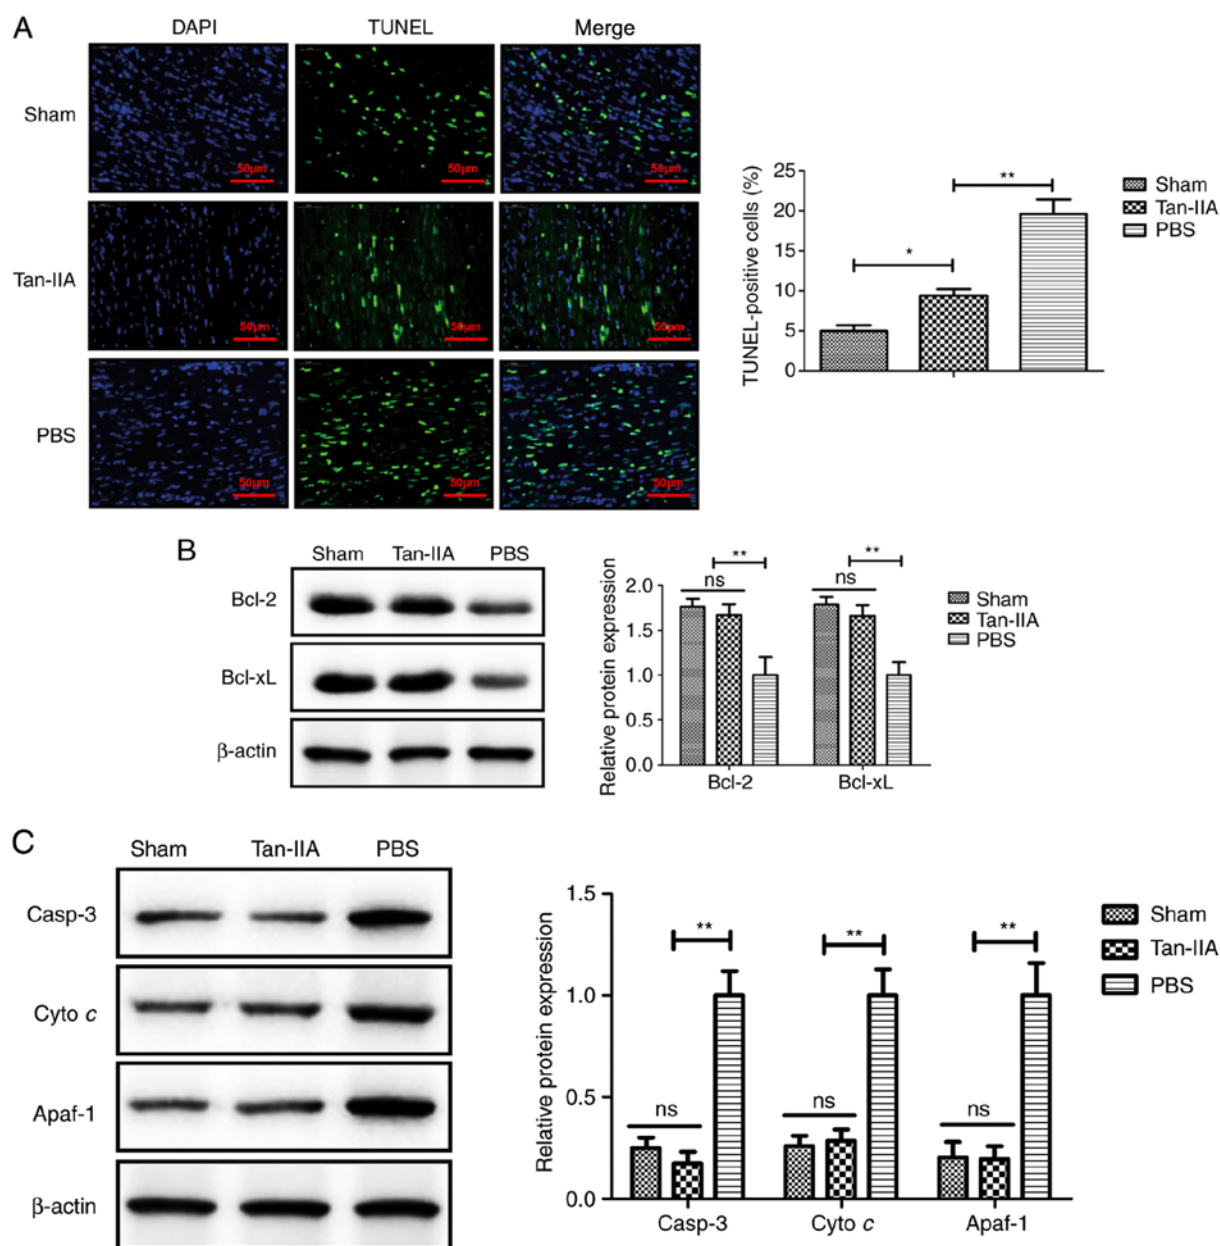 A
DAPI TUNEL Merge
Sham
50μm 50μm 50μm
Tan-IIA
50μm 50μm 50μm
PBS
50μm 50μm 50μm
TUNEL-positive cells (%)
25
20
15
10
5
0
*
**
Sham
Tan-IIA
PBS
B
Sham Tan-IIA PBS
Bcl-2
Bcl-xL
β-actin
Relative protein expression
2.0
1.5
1.0
0.5
0.0
ns ** ns **
Bcl-2 Bcl-xL
Sham
Tan-IIA
PBS
C
Sham Tan-IIA PBS
Casp-3
Cyto c
Apaf-1
β-actin
Relative protein expression
1.5
1.0
0.5
0.0
** ** **
ns ns ns
Casp-3 Cyto c Apaf-1
Sham
Tan-IIA
PBS